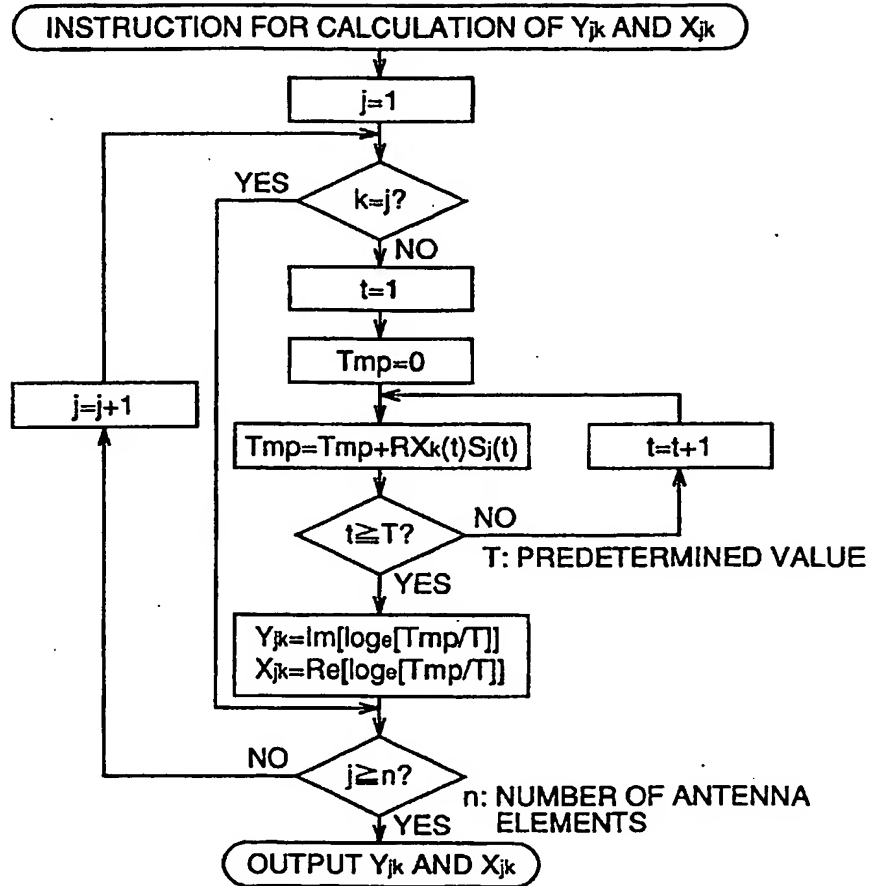 INSTRUCTION FOR CALCULATION OF Yjk AND Xjk
j=1
YES
k=j?
NO
t=1
Tmp=0
j=j+1
Tmp=Tmp+RXk(t)Sj(t)
t=t+1
t≧T?
NO
T: PREDETERMINED VALUE
YES
Yjk=Im[loge[Tmp/T]]
Xjk=Re[loge[Tmp/T]]
NO
j≧n?
n: NUMBER OF ANTENNA
ELEMENTS
YES
OUTPUT Yjk AND Xjk